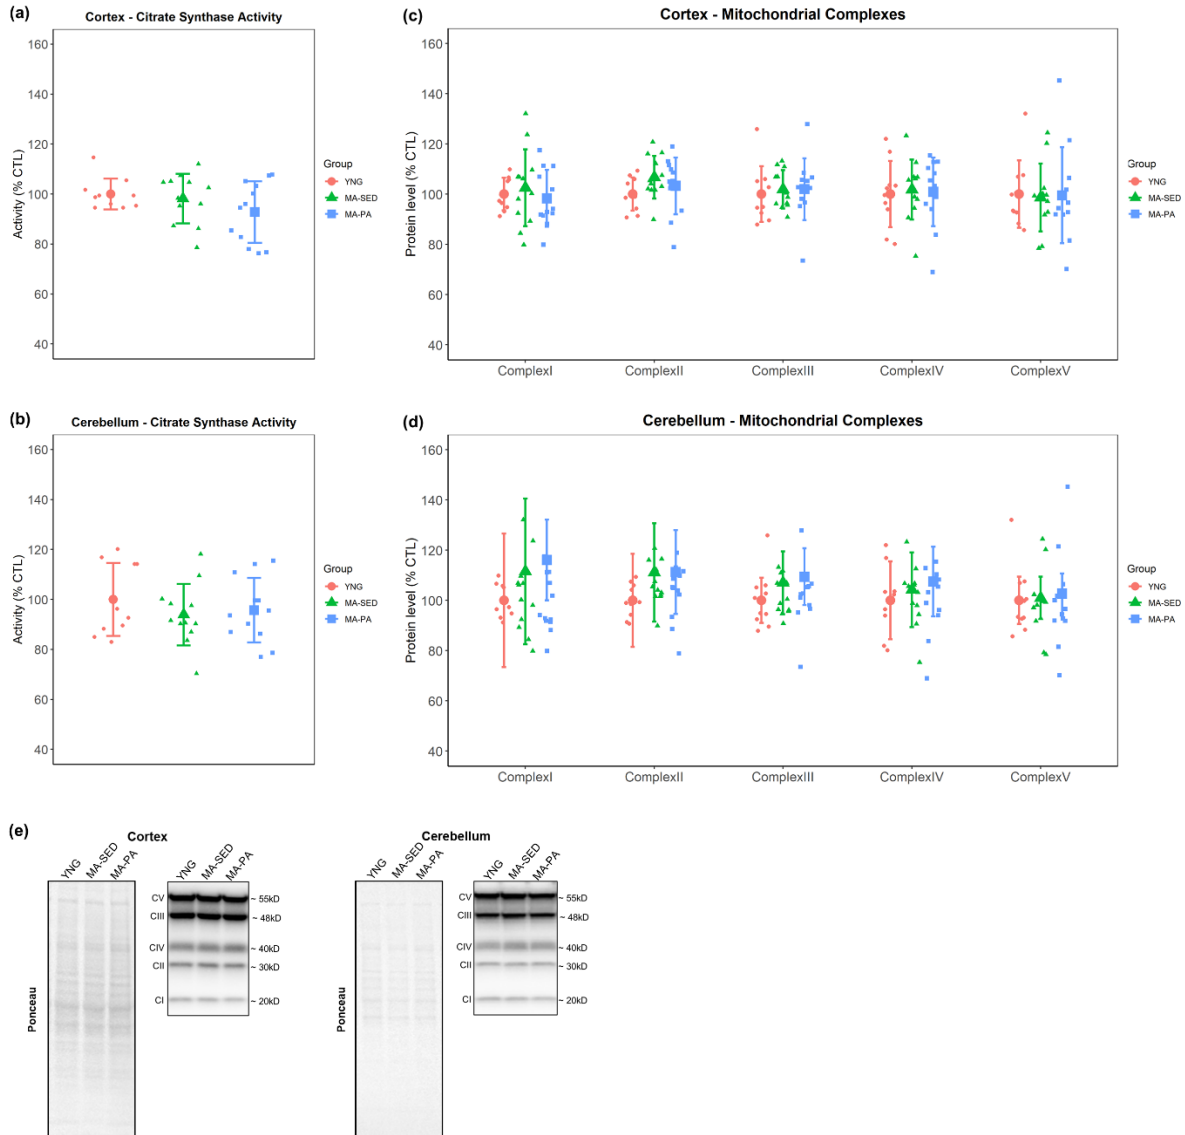 (a)
Cortex - Citrate Synthase Activity
160
140
120
100
80
60
40
Activity (% CTL)
Group
YNG
MA-SED
MA-PA
(c)
Cortex - Mitochondrial Complexes
160
140
120
100
80
60
40
Protein level (% CTL)
ComplexI
ComplexII
ComplexIII
ComplexIV
ComplexV
Group
YNG
MA-SED
MA-PA
(b)
Cerebellum - Citrate Synthase Activity
160
140
120
100
80
60
40
Activity (% CTL)
Group
YNG
MA-SED
MA-PA
(d)
Cerebellum - Mitochondrial Complexes
160
140
120
100
80
60
40
Protein level (% CTL)
ComplexI
ComplexII
ComplexIII
ComplexIV
ComplexV
Group
YNG
MA-SED
MA-PA
(e)
Cortex
YNG
MA-SED
MA-PA
YNG
MA-SED
MA-PA
Ponceau
CV ~ 55kD
CIII ~ 48kD
CIV ~ 40kD
CII ~ 30kD
CI ~ 20kD
Cerebellum
YNG
MA-SED
MA-PA
YNG
MA-SED
MA-PA
Ponceau
CV ~ 55kD
CIII ~ 48kD
CIV ~ 40kD
CII ~ 30kD
CI ~ 20kD